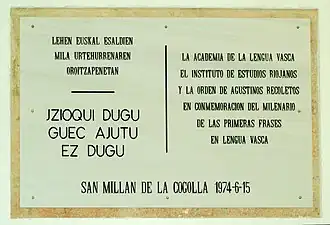 LEHEN EUSKAL ESALDIEN
MILA URTEHURRENAREN
OROITZAPENETAN
JZIOQUI DUGU
GUEC AJUTU
EZ DUGU
LA ACADEMIA DE LA LENGUA VASCA
EL INSTITUTO DE ESTUDIOS RIOJANOS
Y LA ORDEN DE AGUSTINOS RECOLETOS
EN CONMEMORACION DEL MILENARIO
DE LAS PRIMERAS FRASES
EN LENGUA VASCA
SAN MILLAN DE LA COGOLLA 1974-6-15